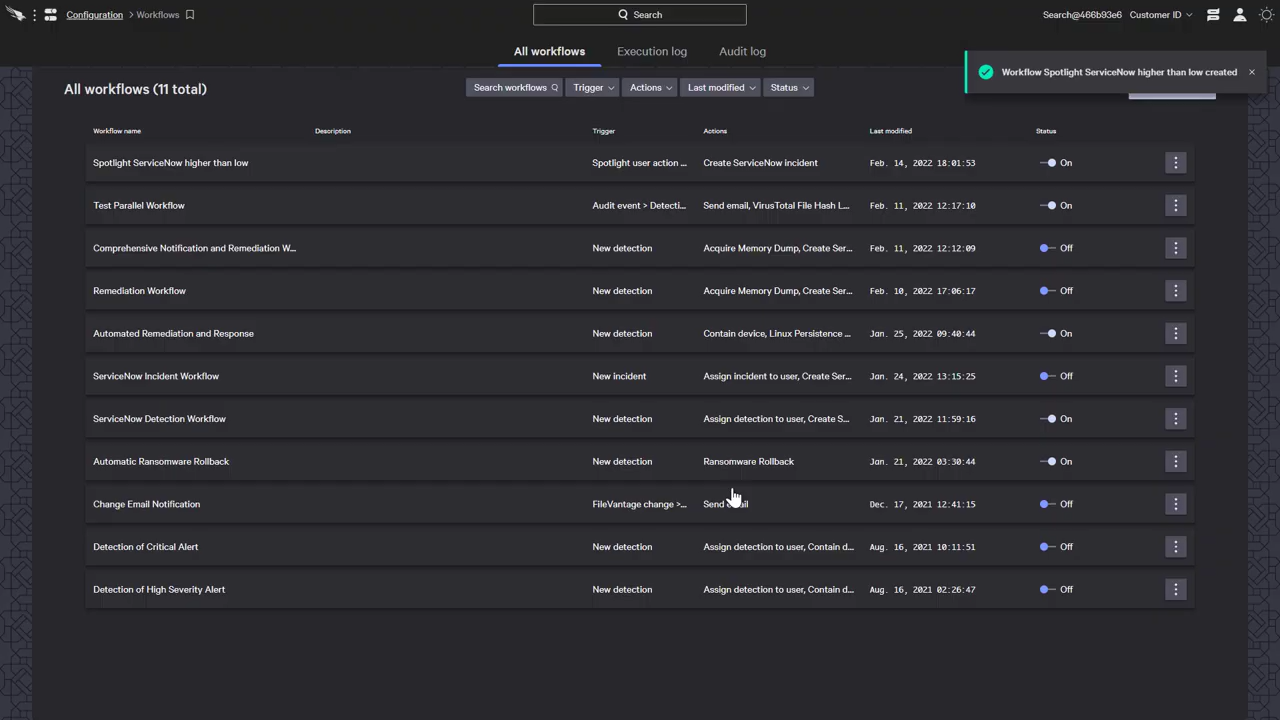 Configuration > Workflows
Search
Search@466b93e6 Customer ID
All workflows Execution log Audit log
Workflow Spotlight ServiceNow higher than low created
All workflows (11 total)
Search workflows Trigger Actions Last modified Status
Workflow name Description Trigger Actions Last modified Status
Spotlight ServiceNow higher than low Spotlight user action ... Create ServiceNow incident Feb. 14, 2022 18:01:53 On
Test Parallel Workflow Audit event > Detecti... Send email, VirusTotal File Hash L... Feb. 11, 2022 12:17:10 On
Comprehensive Notification and Remediation W... New detection Acquire Memory Dump, Create Ser... Feb. 11, 2022 12:12:09 Off
Remediation Workflow New detection Acquire Memory Dump, Create Ser... Feb. 10, 2022 17:06:17 Off
Automated Remediation and Response New detection Contain device, Linux Persistence ... Jan. 25, 2022 09:40:44 On
ServiceNow Incident Workflow New incident Assign incident to user, Create Ser... Jan. 24, 2022 13:15:25 Off
ServiceNow Detection Workflow New detection Assign detection to user, Create S... Jan. 21, 2022 11:59:16 On
Automatic Ransomware Rollback New detection Ransomware Rollback Jan. 21, 2022 03:30:44 On
Change Email Notification FileVantage change >... Send email Dec. 17, 2021 12:41:15 Off
Detection of Critical Alert New detection Assign detection to user, Contain d... Aug. 16, 2021 10:11:51 Off
Detection of High Severity Alert New detection Assign detection to user, Contain d... Aug. 16, 2021 02:26:47 Off